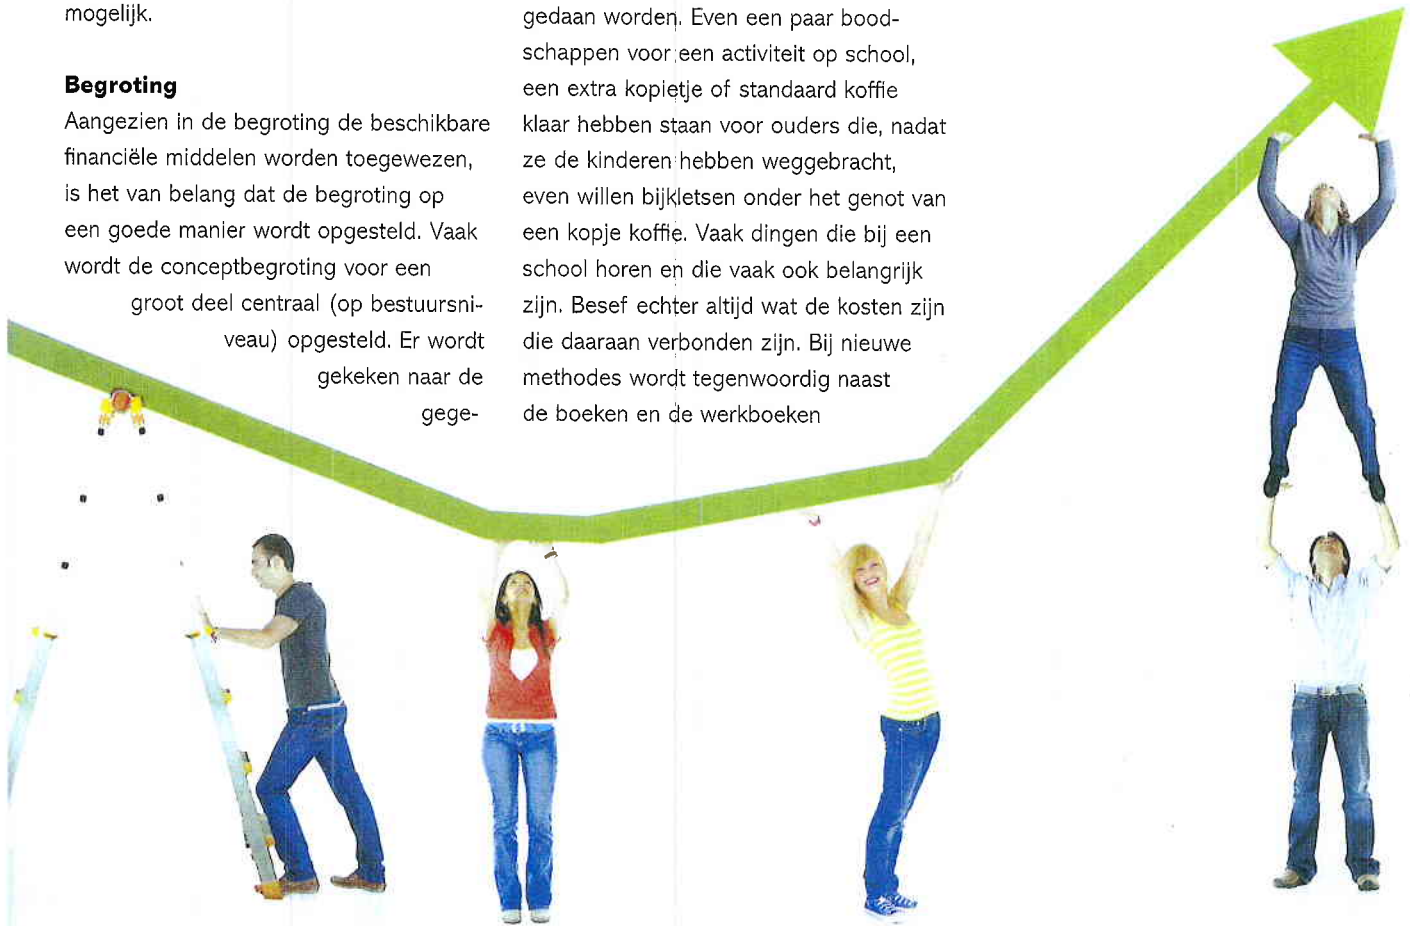 mogelijk.
Begroting
Aangezien in de begroting de beschikbare
financiële middelen worden toegewezen,
is het van belang dat de begroting op
een goede manier wordt opgesteld. Vaak
wordt de conceptbegroting voor een
groot deel centraal (op bestuursni-
veau) opgesteld. Er wordt
gekeken naar de
gege-
gedaan worden. Even een paar bood-
schappen voor een activiteit op school,
een extra kopietje of standaard koffie
klaar hebben staan voor ouders die, nadat
ze de kinderen hebben weggebracht,
even willen bijkletsen onder het genot van
een kopje koffie. Vaak dingen die bij een
school horen en die vaak ook belangrijk
zijn. Besef echter altijd wat de kosten zijn
die daaraan verbonden zijn. Bij nieuwe
methodes wordt tegenwoordig naast
de boeken en de werkboeken